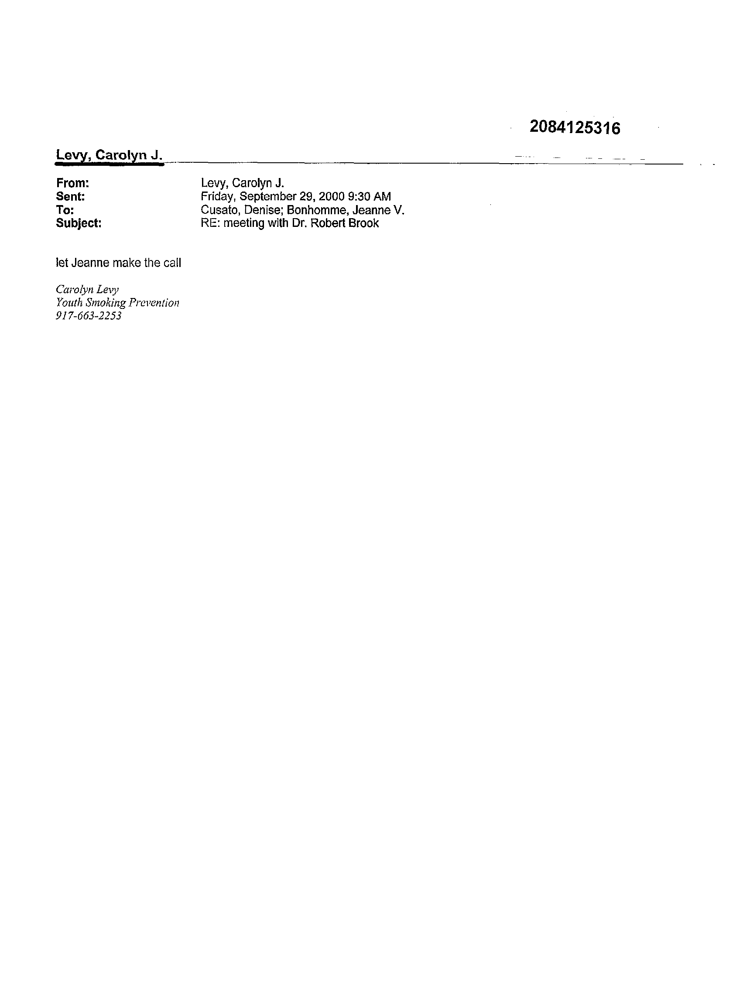 2084125316
Levy, Carolyn J.
From: Levy, Carolyn J.
Sent: Friday, September 29, 2000 9:30 AM
To: Cusato, Denise; Bonhomme, Jeanne V.
Subject: RE: meeting with Dr. Robert Brook
let Jeanne make the call
Carolyn Levy
Youth Smoking Prevention
917-663-2253